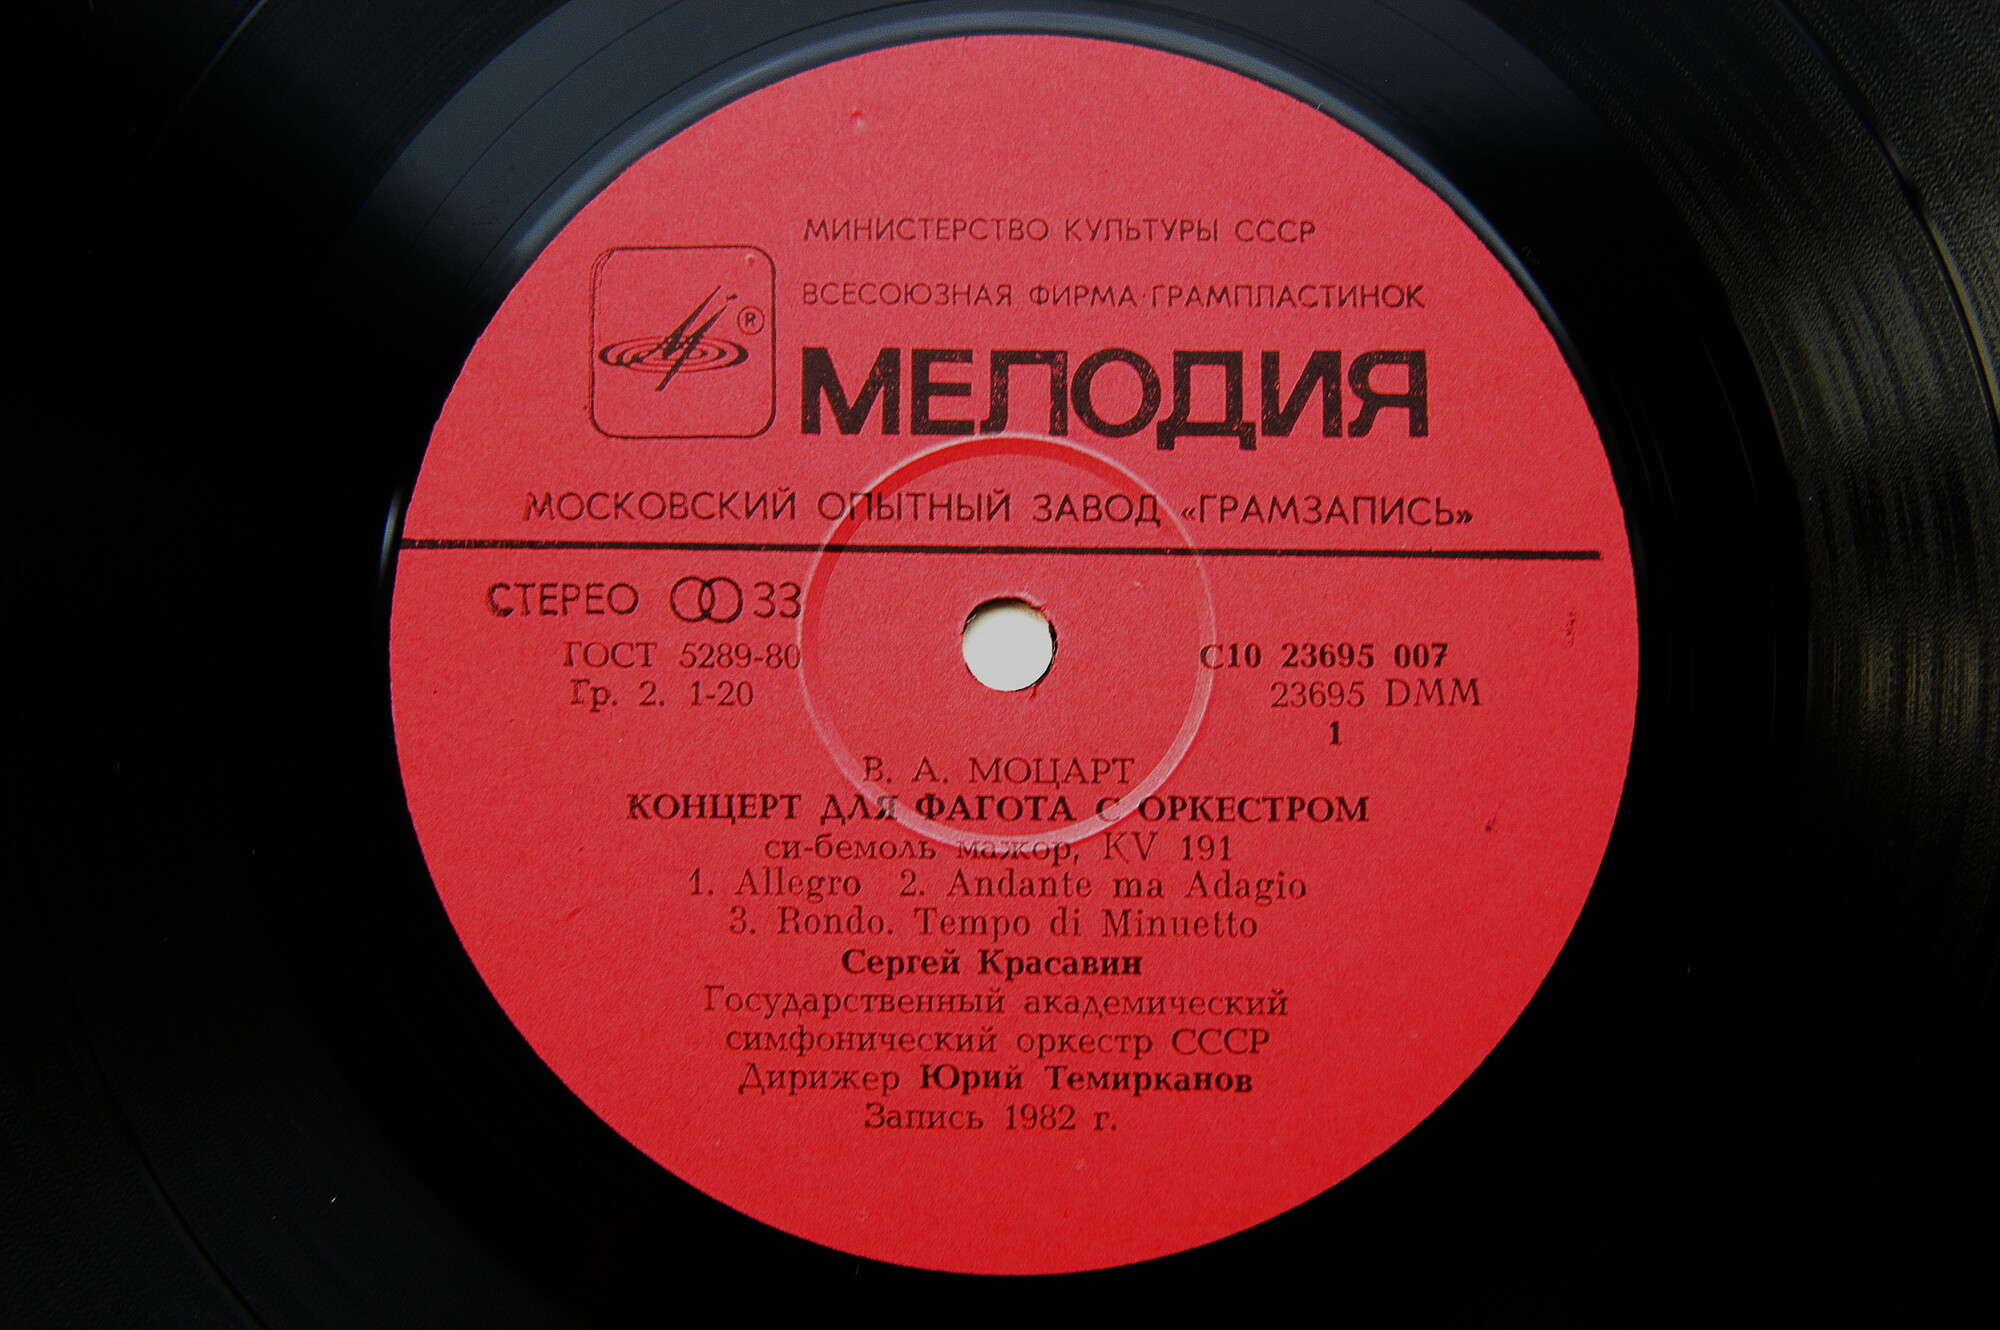 МИНИСТЕРСТВО КУЛЬТУРЫ СССР
ВСЕСОЮЗНАЯ ФИРМА ГРАМПЛАСТИНОК
®
МЕЛОДИЯ
МОСКОВСКИЙ ОПЫТНЫЙ ЗАВОД «ГРАМЗАПИСЬ»
СТЕРЕО 33
ГОСТ 5289-80
Гр. 2. 1-20
С10 23695 007
23695 DMM
1
В. А. МОЦАРТ
КОНЦЕРТ ДЛЯ ФАГОТА С ОРКЕСТРОМ
си-бемоль мажор, KV 191
1. Allegro 2. Andante ma Adagio
3. Rondo. Tempo di Minuetto
Сергей Красавин
Государственный академический
симфонический оркестр СССР
Дирижер Юрий Темирканов
Запись 1982 г.